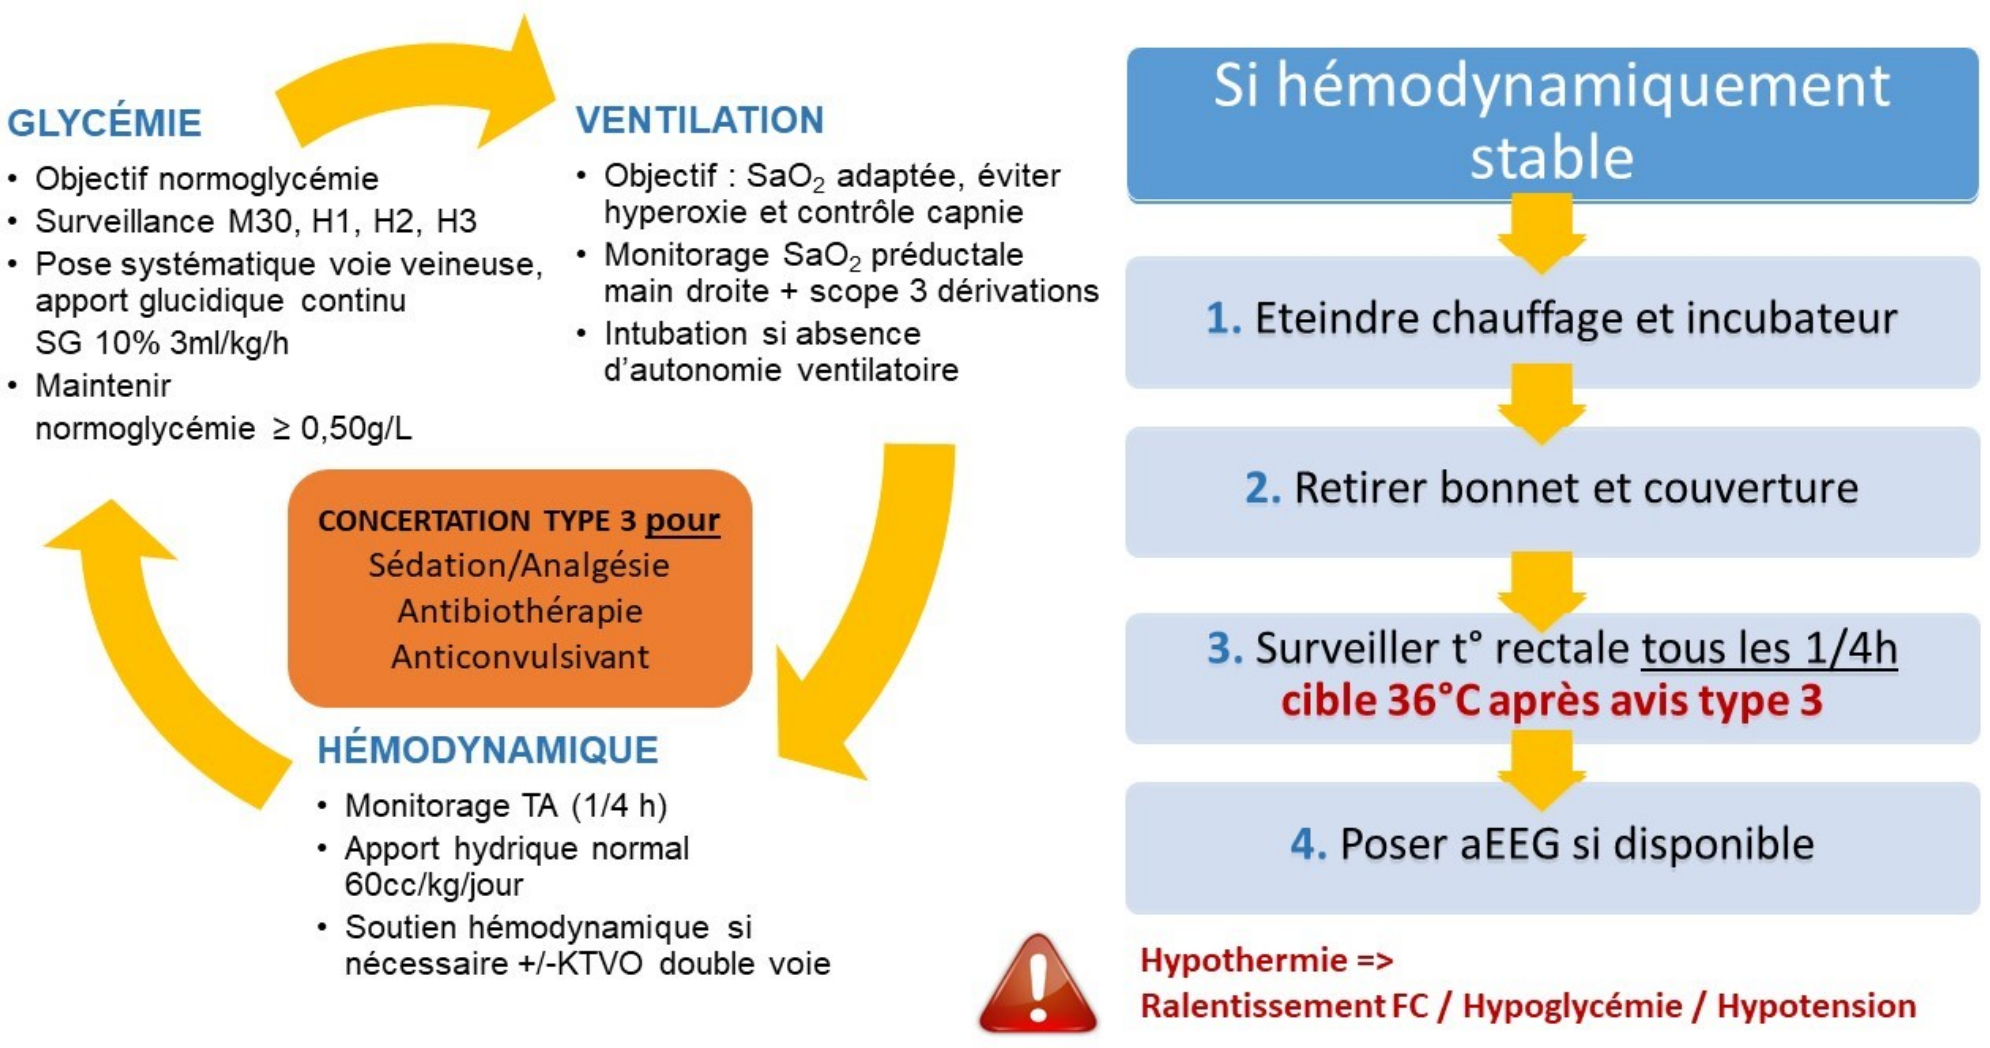 GLYCÉMIE
• Objectif normoglycémie
• Surveillance M30, H1, H2, H3
• Pose systématique voie veineuse,
apport glucidique continu
SG 10% 3ml/kg/h
• Maintenir
normoglycémie ≥ 0,50g/L
VENTILATION
• Objectif : SaO₂ adaptée, éviter
hyperoxie et contrôle capnie
• Monitorage SaO₂ préductale
main droite + scope 3 dérivations
• Intubation si absence
d’autonomie ventilatoire
CONCERTATION TYPE 3 pour
Sédation/Analgésie
Antibiothérapie
Anticonvulsivant
HÉMODYNAMIQUE
• Monitorage TA (1/4 h)
• Apport hydrique normal
60cc/kg/jour
• Soutien hémodynamique si
nécessaire +/-KTVO double voie
Si hémodynamiquement
stable
1. Eteindre chauffage et incubateur
2. Retirer bonnet et couverture
3. Surveiller t° rectale tous les 1/4h
cible 36°C après avis type 3
4. Poser aEEG si disponible
!
Hypothermie =>
Ralentissement FC / Hypoglycémie / Hypotension